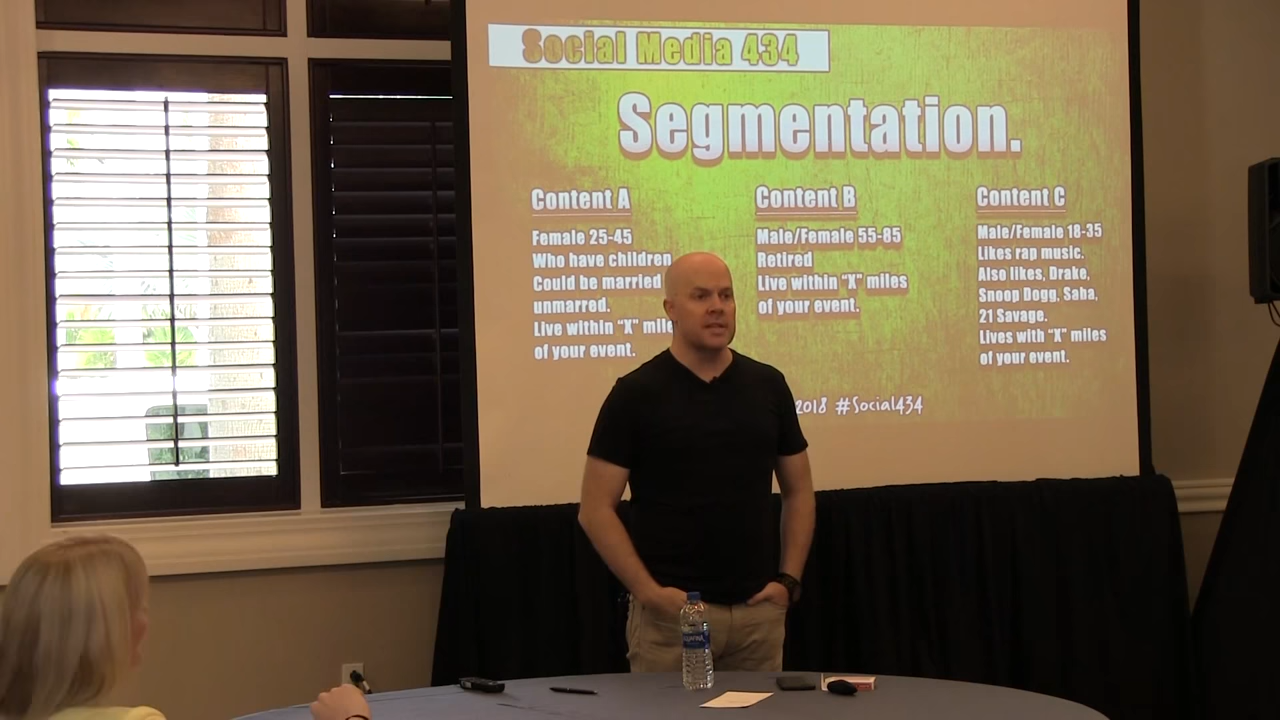 Social Media 434
Segmentation.
Content A
Female 25-45
Who have children
Could be married
unmarred.
Live within “X” mile
of your event.
Content B
Male/Female 55-85
Retired
Live within “X” miles
of your event.
Content C
Male/Female 18-35
Likes rap music.
Also likes, Drake,
Snoop Dogg, Saba,
21 Savage.
Lives with “X” miles
of your event.
2018 #Social434